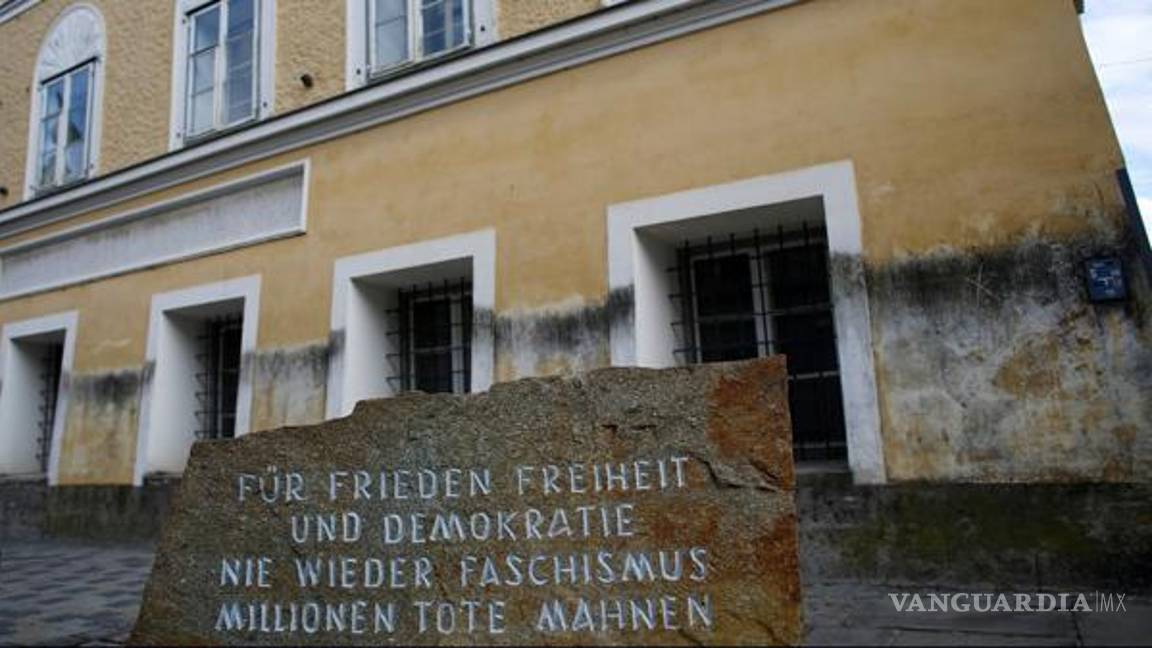 FÜR FRIEDEN FREIHEIT
UND DEMOKRATIE
NIE WIEDER FASCHISMUS
MILLIONEN TOTE MAHNEN
VANGUARDIA|MX